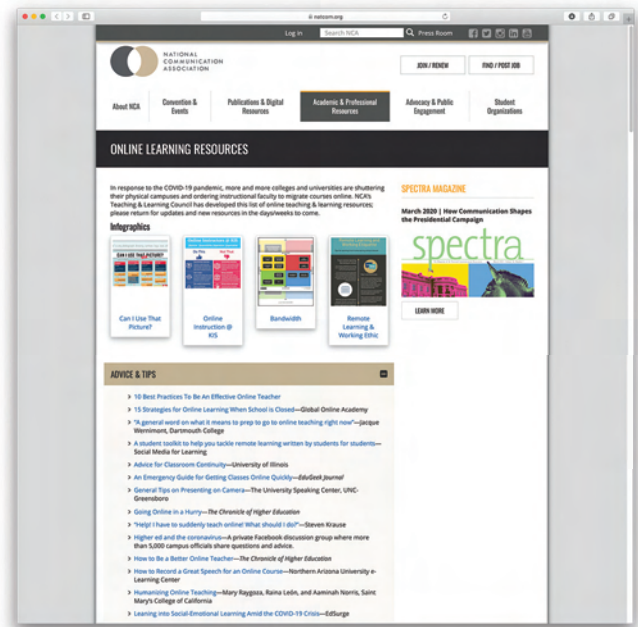 natcom.org
Log in
Search NCA
Press Room
NATIONAL
COMMUNICATION
ASSOCIATION
JOIN / RENEW
FIND / POST JOB
About NCA
Convention &
Events
Publications & Digital
Resources
Academic & Professional
Resources
Advocacy & Public
Engagement
Student
Organizations
ONLINE LEARNING RESOURCES
In response to the COVID-19 pandemic, more and more colleges and universities are shuttering
their physical campuses and ordering instructional faculty to migrate courses online. NCA's
Teaching & Learning Council has developed this list of online teaching & learning resources;
please return for updates and new resources in the days/weeks to come.
Infographics
CAN I USE THAT PICTURE?
Online Instruction @ KIS
Can I Use That
Picture?
Online
Instruction @
KIS
Bandwidth
Remote
Learning &
Working Ethic
SPECTRA MAGAZINE
March 2020 | How Communication Shapes
the Presidential Campaign
spectra
LEARN MORE
ADVICE & TIPS
> 10 Best Practices To Be An Effective Online Teacher
> 15 Strategies for Online Learning When School is Closed—Global Online Academy
> "A general word on what it means to prep to go to online teaching right now"—Jacque
Wernimont, Dartmouth College
> A student toolkit to help you tackle remote learning written by students for students—
Social Media for Learning
> Advice for Classroom Continuity—University of Illinois
> An Emergency Guide for Getting Classes Online Quickly—EduGeek Journal
> General Tips on Presenting on Camera—The University Speaking Center, UNC-
Greensboro
> Going Online in a Hurry—The Chronicle of Higher Education
> "Help! I have to suddenly teach online! What should I do?"—Steven Krause
> Higher ed and the coronavirus—A private Facebook discussion group where more
than 5,000 campus officials share questions and advice.
> How to Be a Better Online Teacher—The Chronicle of Higher Education
> How to Record a Great Speech for an Online Course—Northern Arizona University e-
Learning Center
> Humanizing Online Teaching—Mary Raygoza, Raina León, and Aaminah Norris, Saint
Mary's College of California
> Leaning into Social-Emotional Learning Amid the COVID-19 Crisis—EdSurge